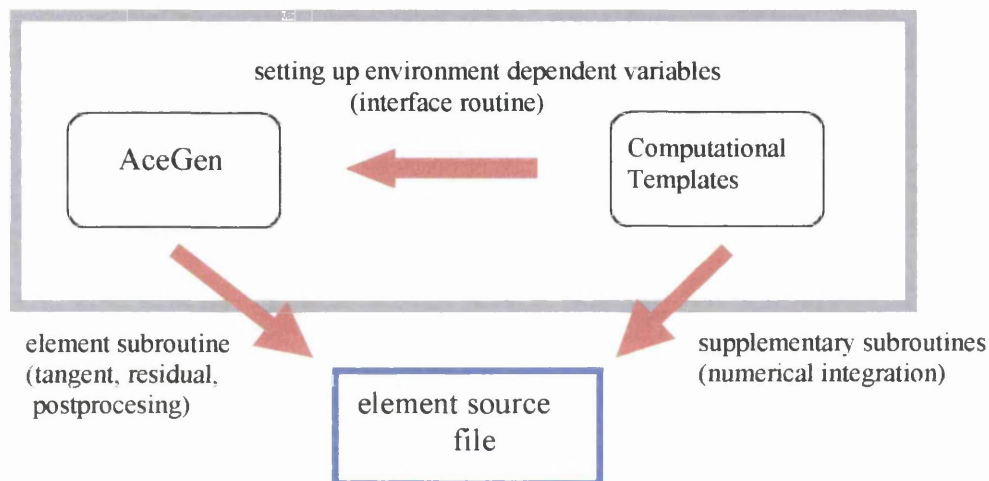 setting up environment dependent variables
(interface routine)
AceGen
Computational
Templates
element subroutine
(tangent, residual,
postprocesing)
supplementary subroutines
(numerical integration)
element source
file